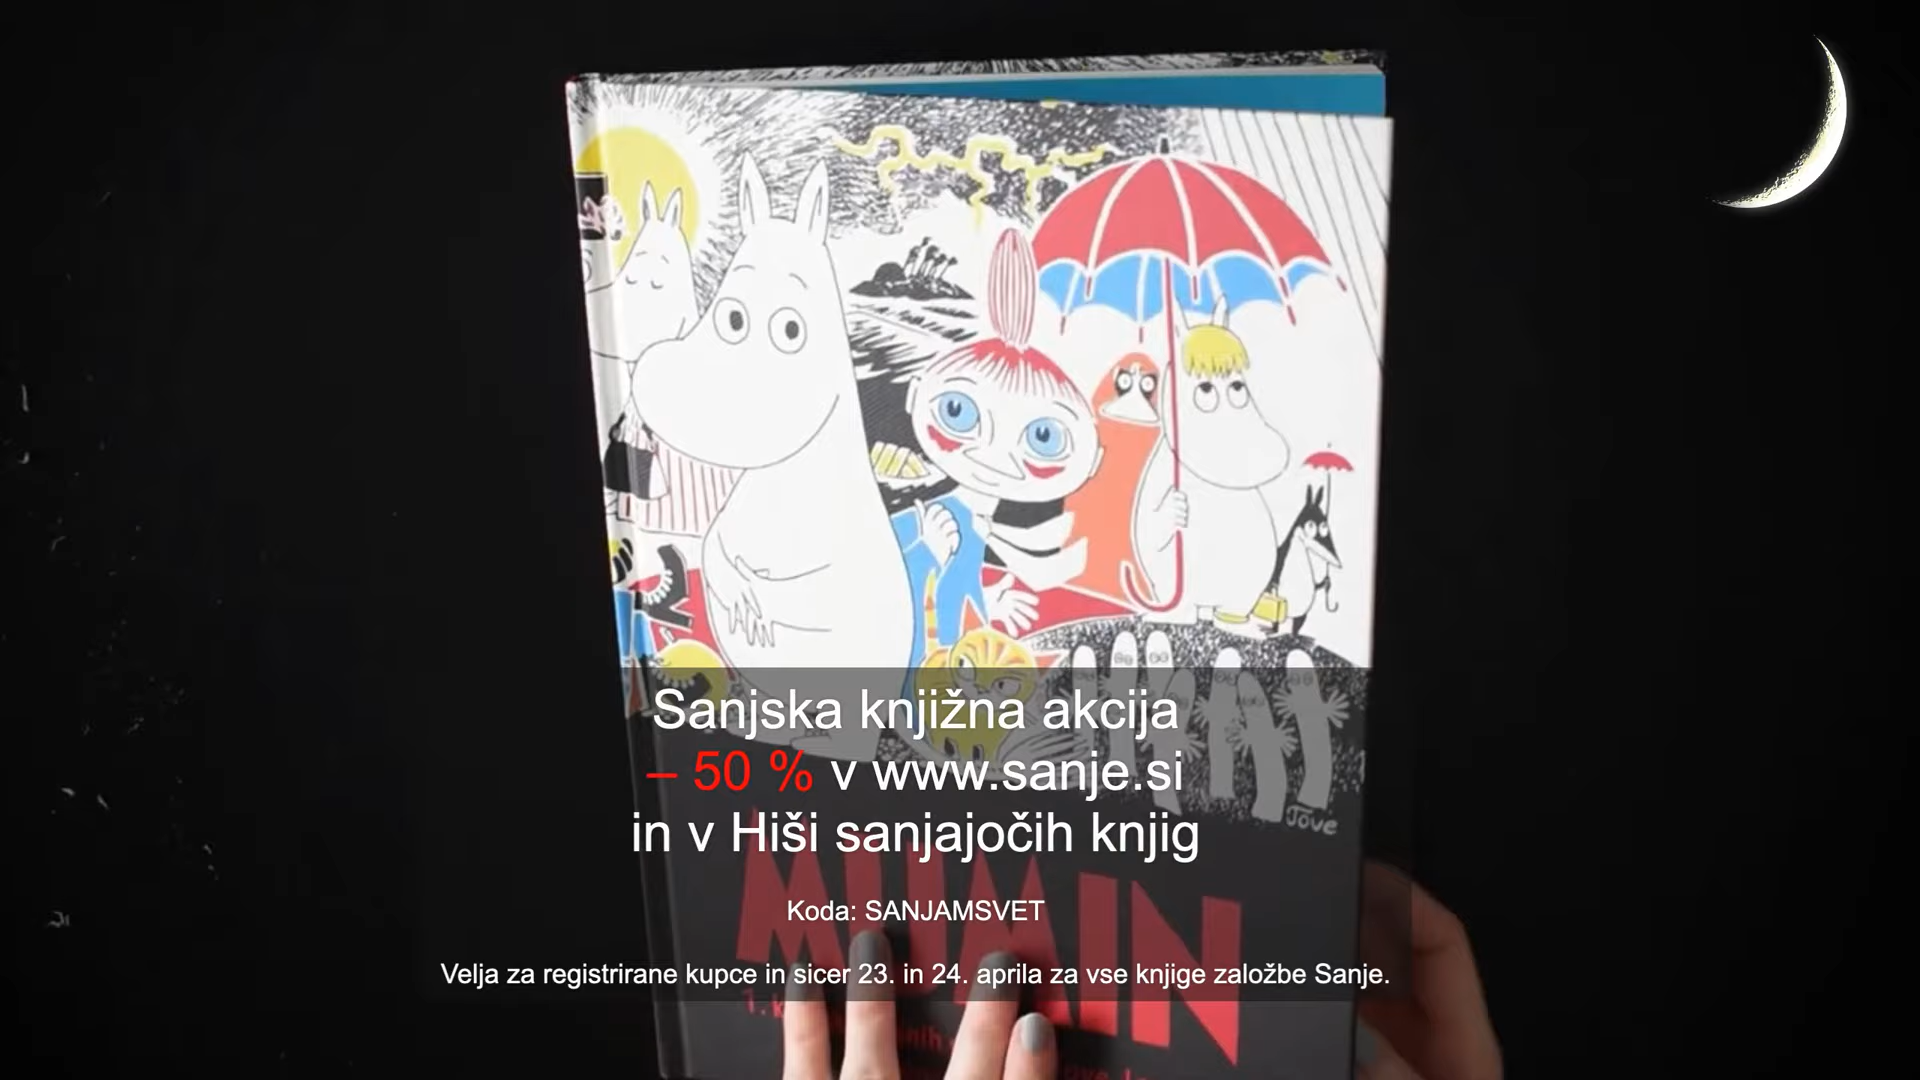 Tove
Sanjska knjižna akcija
– 50 % v www.sanje.si
in v Hiši sanjajočih knjig
MUMIN
Koda: SANJAMSVET
Velja za registrirane kupce in sicer 23. in 24. aprila za vse knjige založbe Sanje.